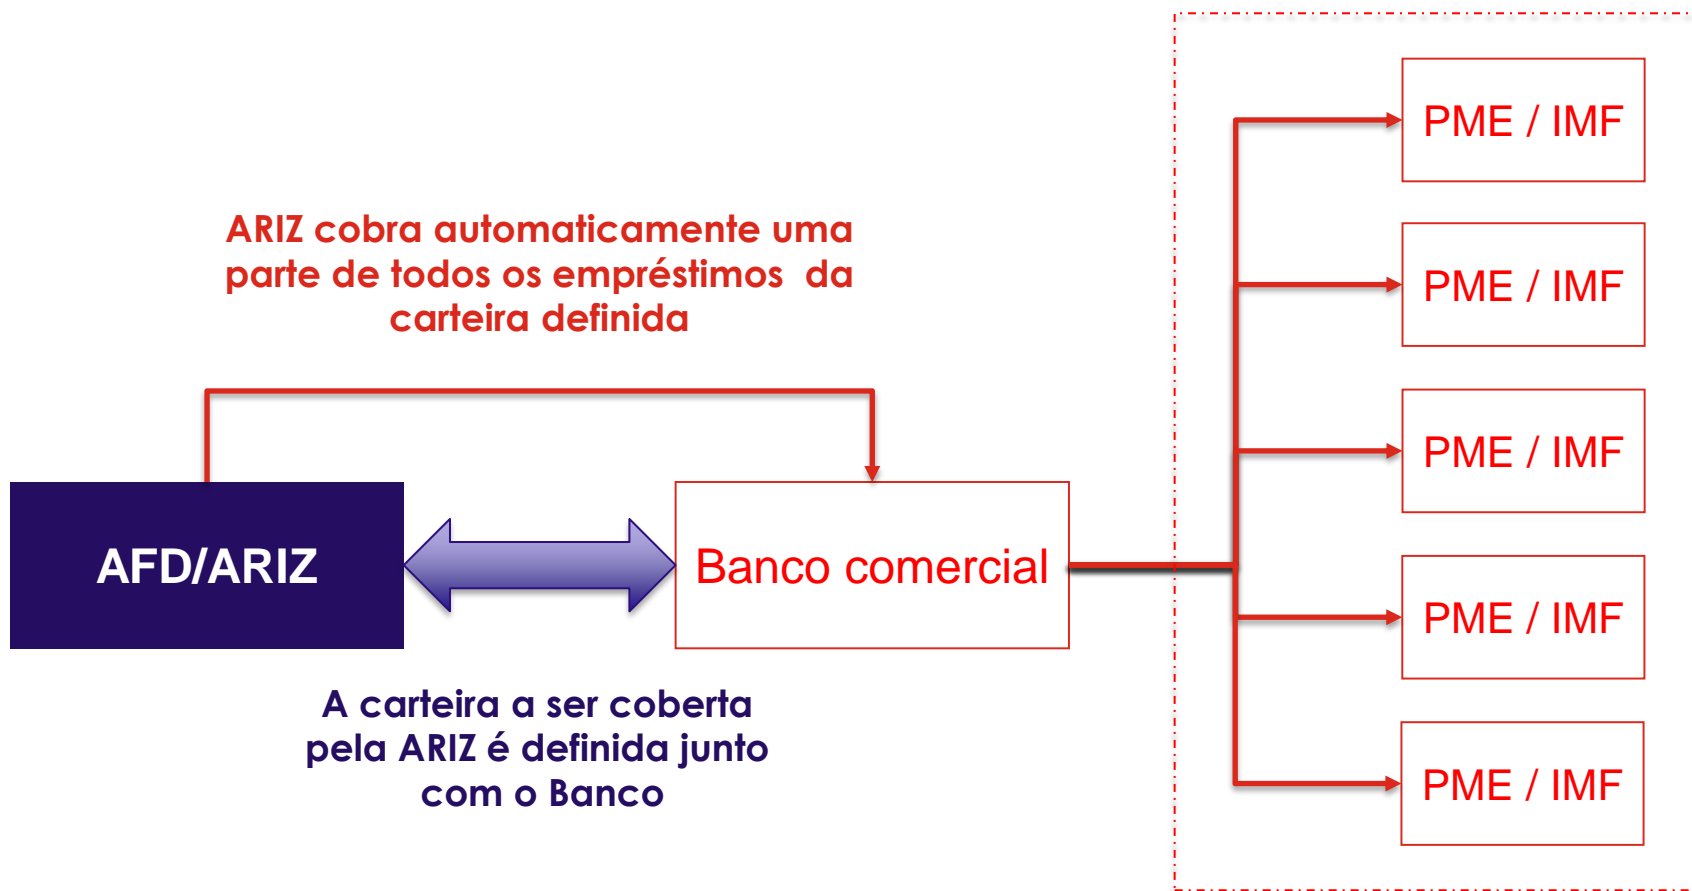 ARIZ cobra automaticamente uma
parte de todos os empréstimos  da
carteira definida
AFD/ARIZ
Banco comercial
A carteira a ser coberta
pela ARIZ é definida junto
com o Banco
PME / IMF
PME / IMF
PME / IMF
PME / IMF
PME / IMF